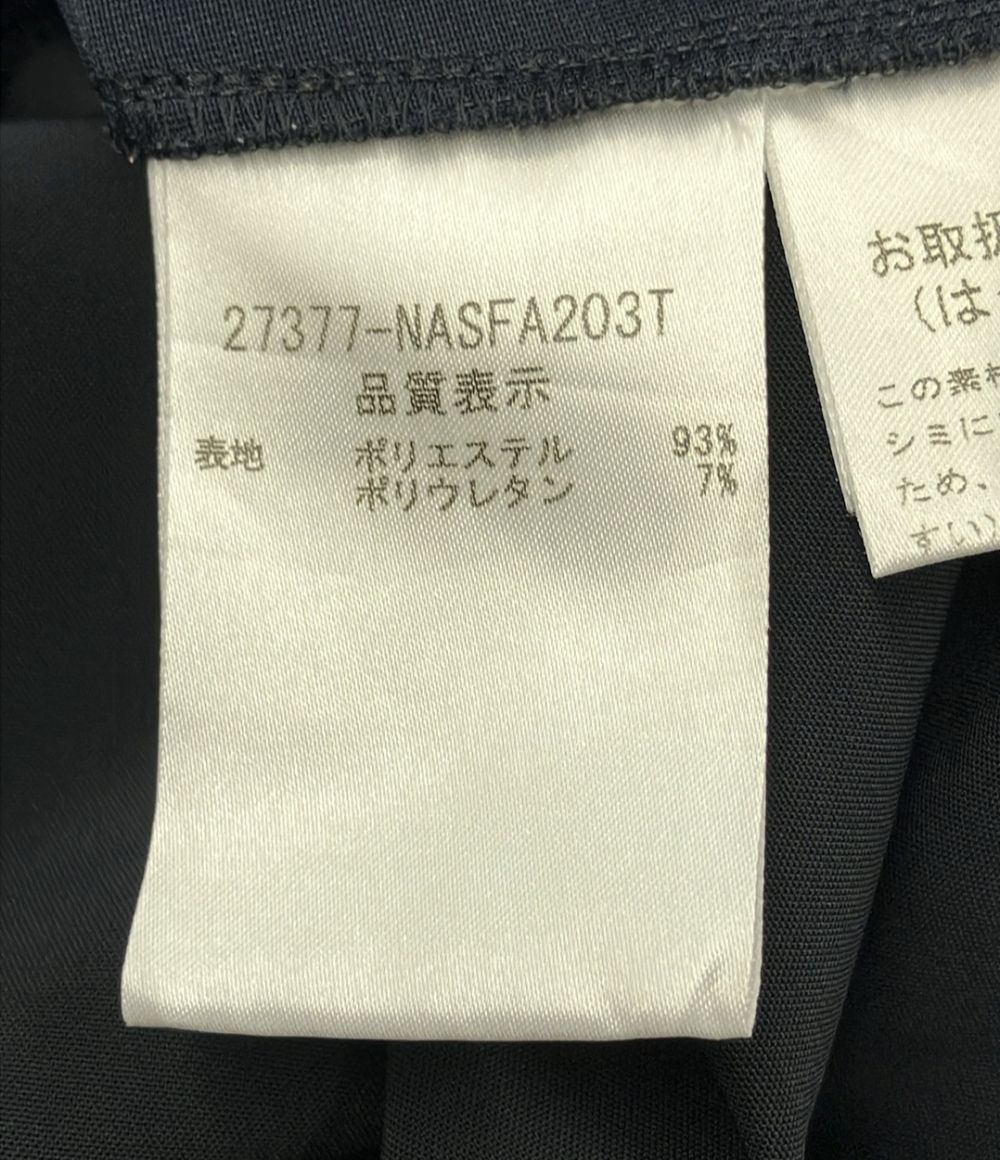 27377-NASFA203T
品質表示
表地 ポリエステル 93%
ポリウレタン 7%
お取扱
(は
この素材
シミに
ため、
すい